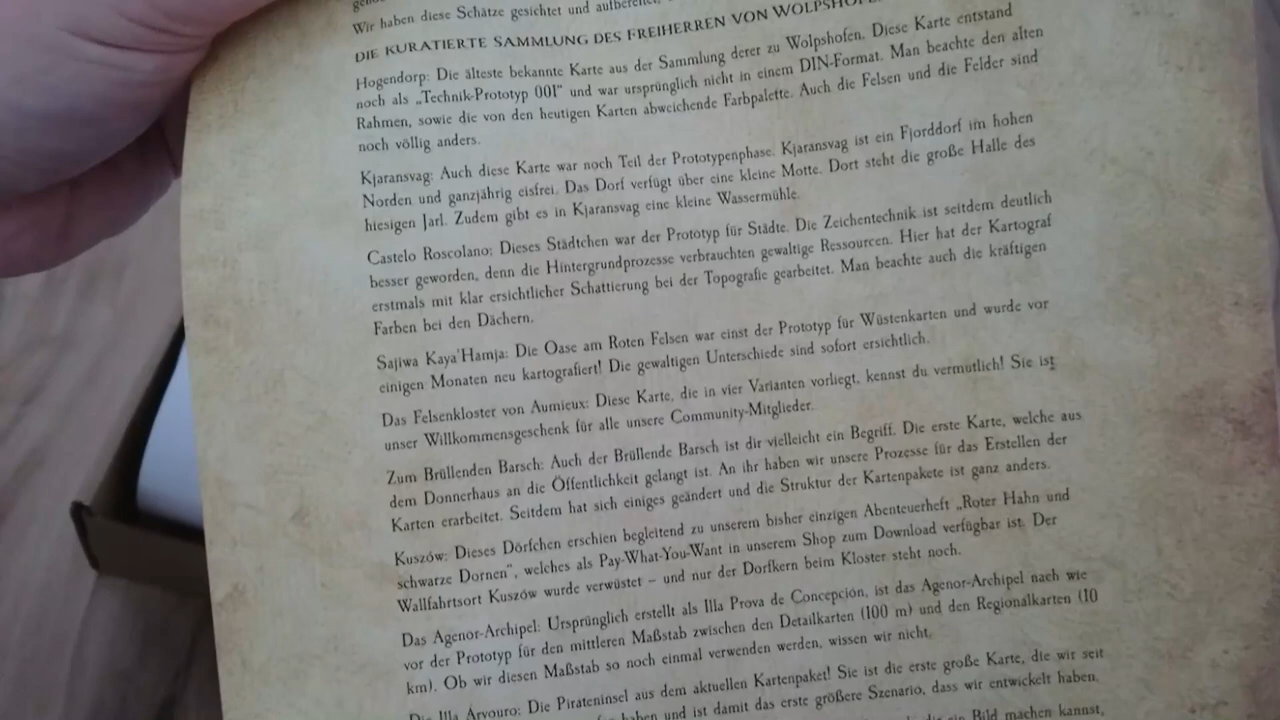 Wir haben diese Schätze gesichtet und aufbereitet,
DIE KURATIERTE SAMMLUNG DES FREIHERREN VON
Hogendorp: Die älteste bekannte Karte aus der Sammlung derer zu Wolpshofen. Diese Karte entstand
noch als „Technik-Prototyp 001" und war ursprünglich nicht in einem DIN-Format. Man beachte den alten
Rahmen, sowie die von den heutigen Karten abweichende Farbpalette. Auch die Felsen und die Felder sind
noch völlig anders.
Kjaransvag: Auch diese Karte war noch Teil der Prototypenphase. Kjaransvag ist ein Fjorddorf im hohen
Norden und ganzjährig eisfrei. Das Dorf verfügt über eine kleine Motte. Dort steht die große Halle des
hiesigen Jarl. Zudem gibt es in Kjaransvag eine kleine Wassermühle.
Castelo Roscolano: Dieses Städtchen war der Prototyp für Städte. Die Zeichentechnik ist seitdem deutlich
besser geworden, denn die Hintergrundprozesse verbrauchten gewaltige Ressourcen. Hier hat der Kartograf
erstmals mit klar ersichtlicher Schattierung bei der Topografie gearbeitet. Man beachte auch die kräftigen
Farben bei den Dächern.
Sajiwa Kaya'Hamja: Die Oase am Roten Felsen war einst der Prototyp für Wüstenkarten und wurde vor
einigen Monaten neu kartografiert! Die gewaltigen Unterschiede sind sofort ersichtlich.
Das Felsenkloster von Aumieux: Diese Karte, die in vier Varianten vorliegt, kennst du vermutlich! Sie ist
unser Willkommensgeschenk für alle unsere Community-Mitglieder.
Zum Brüllenden Barsch: Auch der Brüllende Barsch ist dir vielleicht ein Begriff. Die erste Karte, welche aus
dem Donnerhaus an die Öffentlichkeit gelangt ist. An ihr haben wir unsere Prozesse für das Erstellen der
Karten erarbeitet. Seitdem hat sich einiges geändert und die Struktur der Kartenpakete ist ganz anders.
Kuszów: Dieses Dörfchen erschien begleitend zu unserem bisher einzigen Abenteuerheft „Roter Hahn und
schwarze Dornen", welches als Pay-What-You-Want in unserem Shop zum Download verfügbar ist. Der
Wallfahrtsort Kuszów wurde verwüstet – und nur der Dorfkern beim Kloster steht noch.
Das Agenor-Archipel: Ursprünglich erstellt als Illa Prova de Concepción, ist das Agenor-Archipel nach wie
vor der Prototyp für den mittleren Maßstab zwischen den Detailkarten (100 m) und den Regionalkarten (10
km). Ob wir diesen Maßstab so noch einmal verwenden werden, wissen wir nicht.
Die Illa Arvouro: Die Pirateninsel aus dem aktuellen Kartenpaket! Sie ist die erste große Karte, die wir seit
haben und ist damit das erste größere Szenario, dass wir entwickelt haben.
die ein Bild machen kannst,